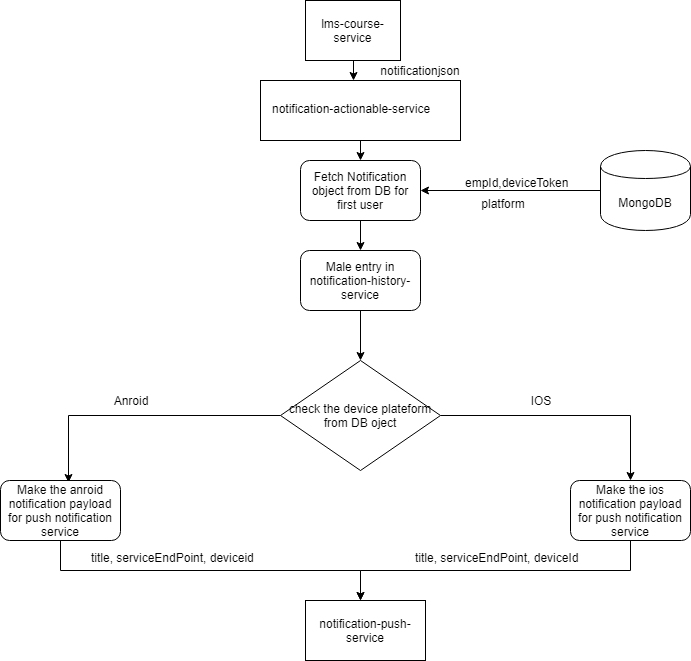 lms-course-
service
notificationjson
notification-actionable-service
Fetch Notification
object from DB for
first user
empId,deviceToken
platform
MongoDB
Male entry in
notification-history-
service
Anroid
IOS
check the device plateform
from DB oject
Make the anroid
notification payload
for push notification
service
Make the ios
notification payload
for push notification
service
title, serviceEndPoint, deviceid
title, serviceEndPoint, deviceId
notification-push-
service